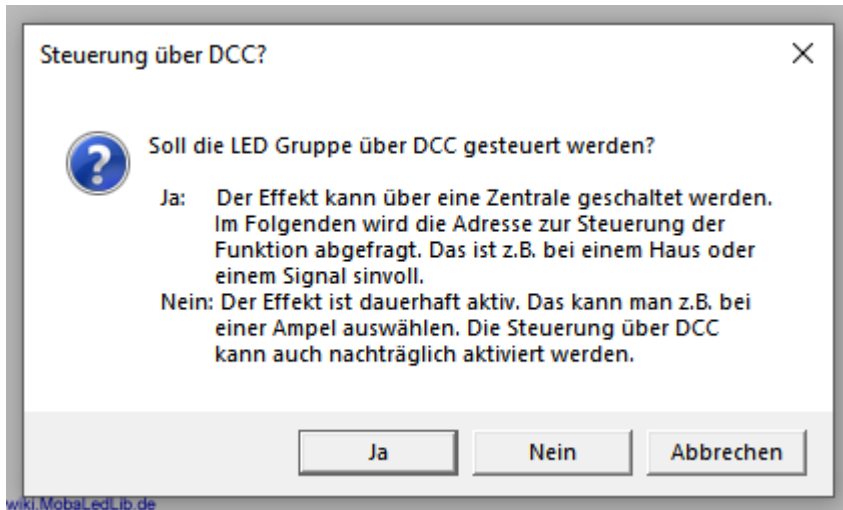 Steuerung über DCC?
Soll die LED Gruppe über DCC gesteuert werden?
Ja: Der Effekt kann über eine Zentrale geschaltet werden.
Im Folgenden wird die Adresse zur Steuerung der
Funktion abgefragt. Das ist z.B. bei einem Haus oder
einem Signal sinvoll.
Nein: Der Effekt ist dauerhaft aktiv. Das kann man z.B. bei
einer Ampel auswählen. Die Steuerung über DCC
kann auch nachträglich aktiviert werden.
Ja Nein Abbrechen
wiki.MobaLedLib.de